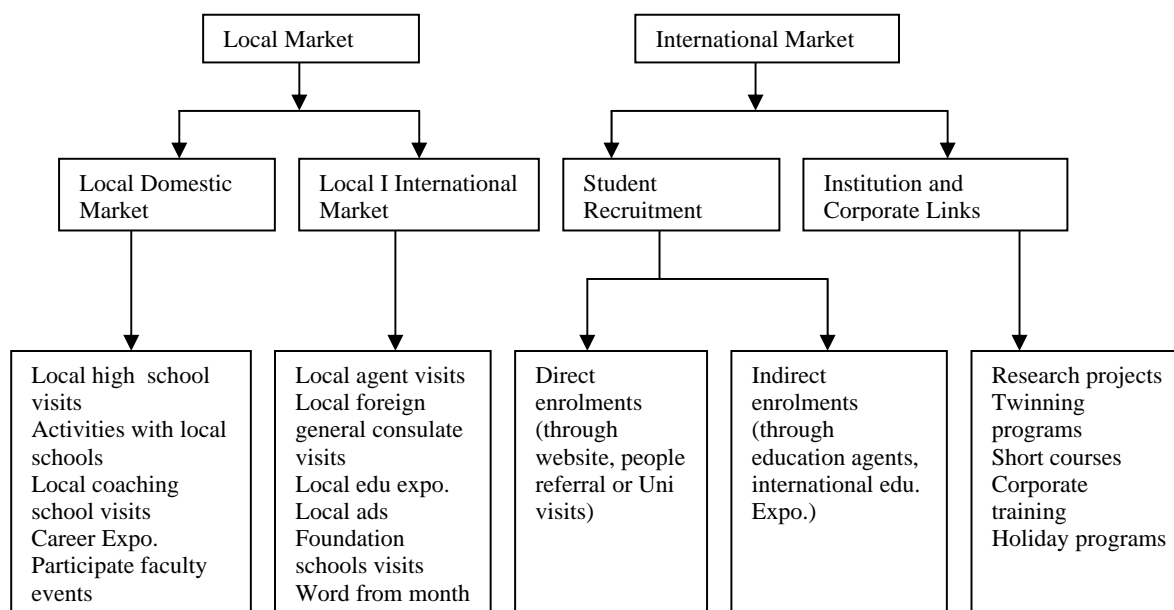 Local Market
International Market
Local Domestic
Market
Local I International
Market
Student
Recruitment
Institution and
Corporate Links
Local high school
visits
Activities with local
schools
Local coaching
school visits
Career Expo.
Participate faculty
events
Local agent visits
Local foreign
general consulate
visits
Local edu expo.
Local ads
Foundation
schools visits
Word from month
Direct
enrolments
(through
website, people
referral or Uni
visits)
Indirect
enrolments
(through
education agents,
international edu.
Expo.)
Research projects
Twinning
programs
Short courses
Corporate
training
Holiday programs